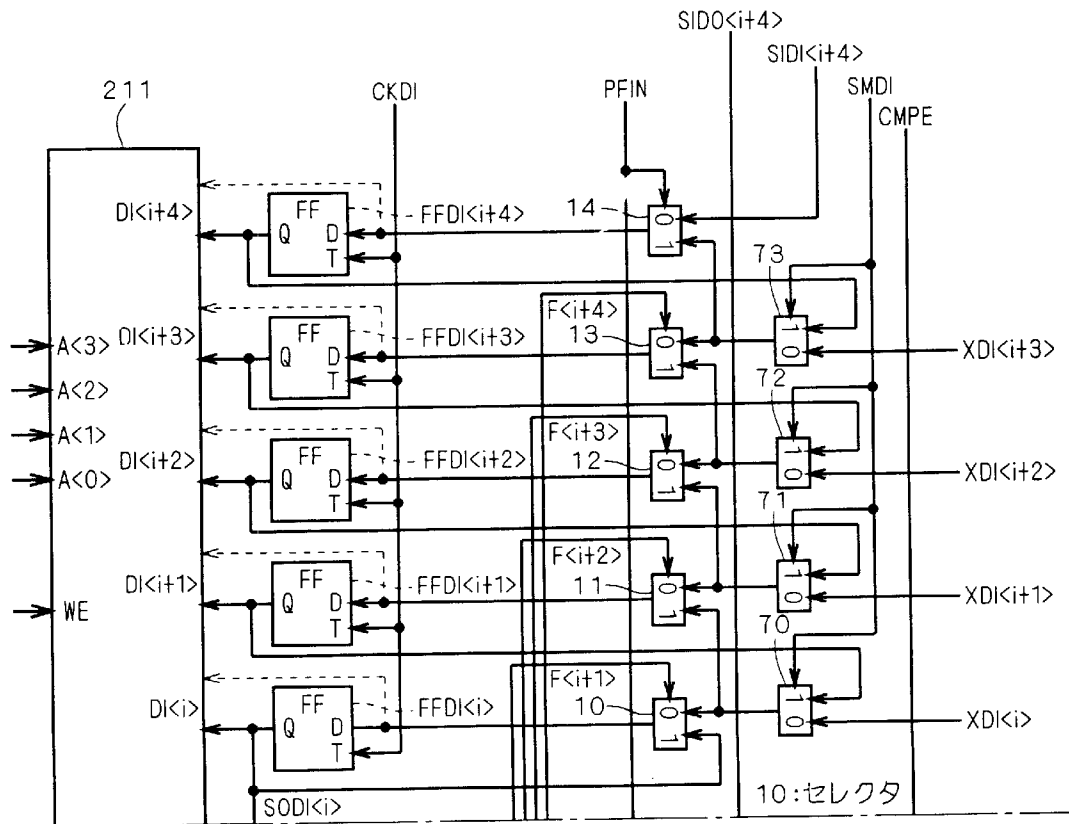 SIDO<i+4>
SIDI<i+4>
211
CKDI
PFIN
SMDI
CMPE
DI<i+4>
FF
Q D
T
FFDI<i+4>
14
0
1
73
1
0
F<i+4>
13
0
1
A<3>
DI<i+3>
FF
Q D
T
FFDI<i+3>
XDI<i+3>
A<2>
72
1
0
A<1>
F<i+3>
12
0
1
A<0>
DI<i+2>
FF
Q D
T
FFDI<i+2>
XDI<i+2>
71
1
0
F<i+2>
11
0
1
WE
DI<i+1>
FF
Q D
T
FFDI<i+1>
XDI<i+1>
70
1
0
F<i+1>
10
0
1
DI<i>
FF
Q D
T
FFDI<i>
XDI<i>
SODI<i>
10:セレクタ